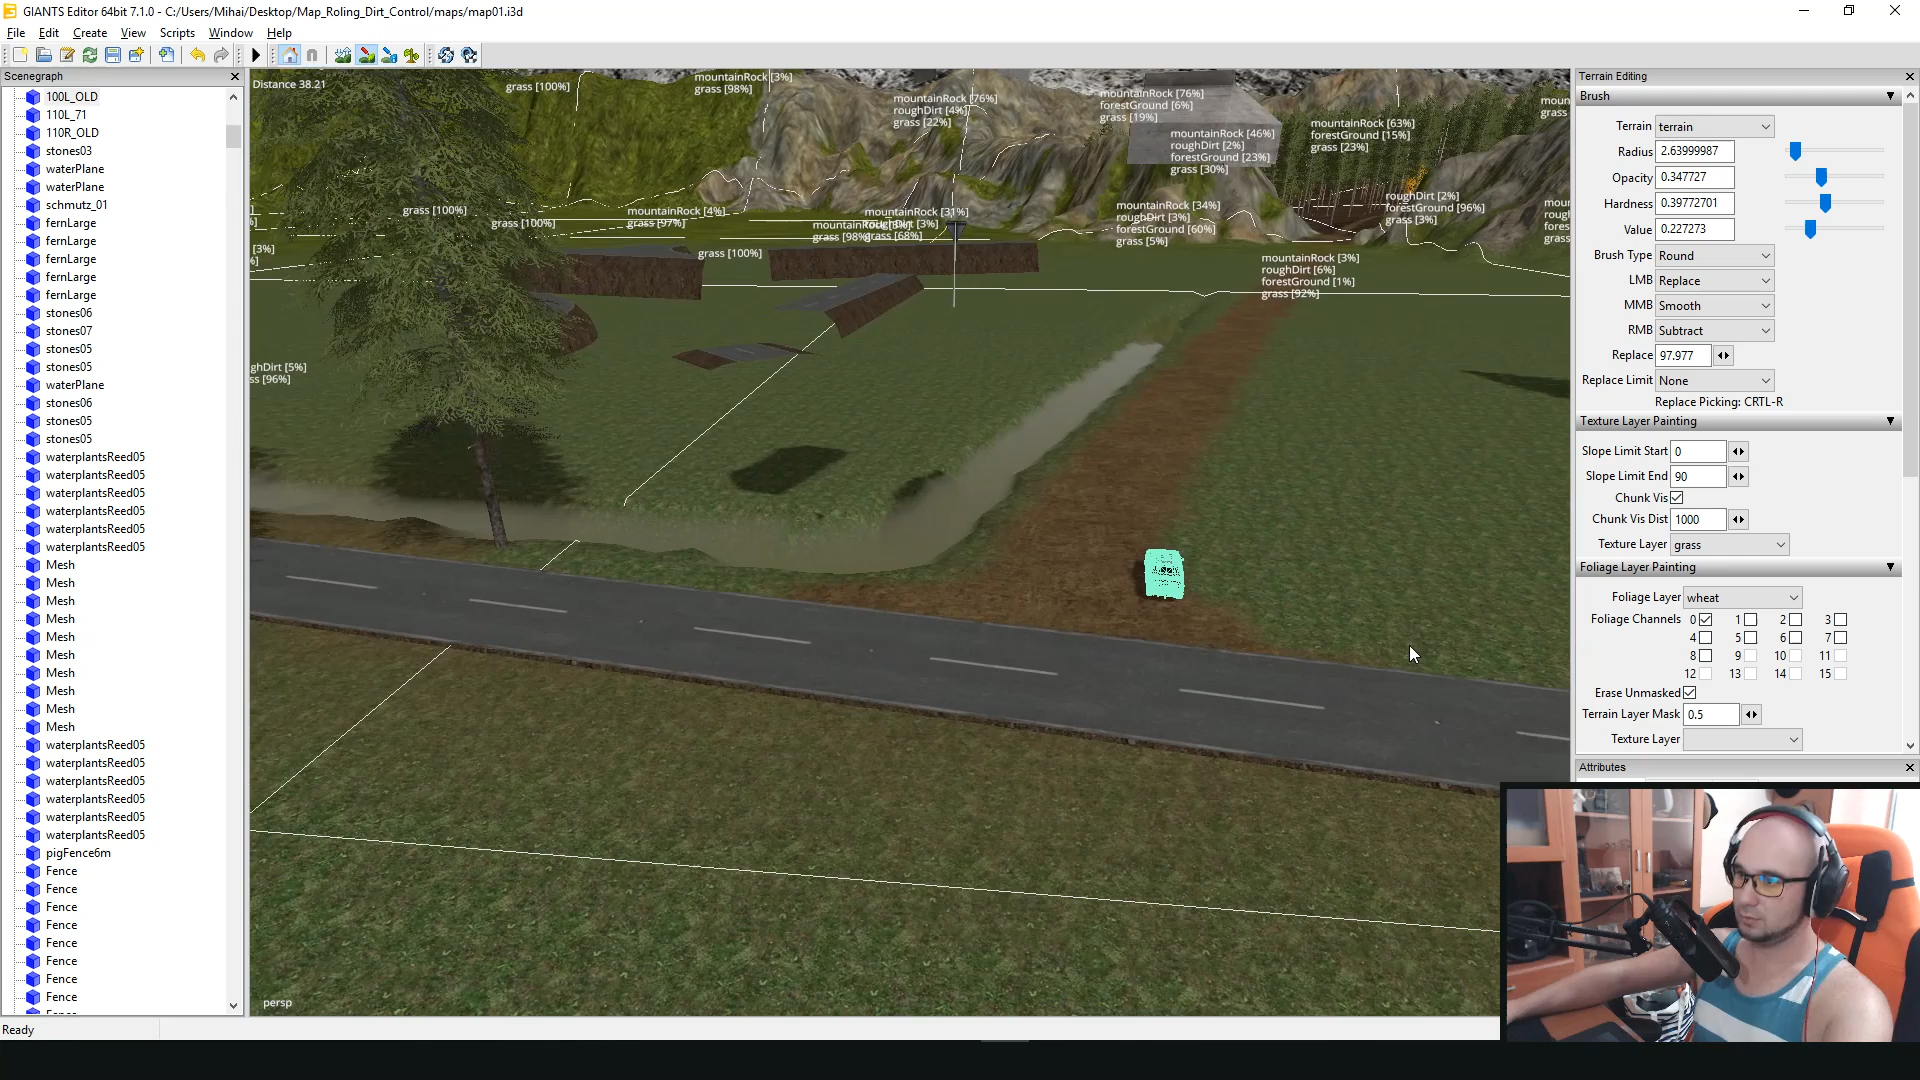 GIANTS Editor 64bit 7.1.0 - C:/Users/Mihai/Desktop/Map_Roling_Dirt_Control/maps/map01.i3d
File Edit Create View Scripts Window Help
Scenegraph
100L_OLD
110L_71
110R_OLD
stones03
waterPlane
waterPlane
schmutz_01
fernLarge
fernLarge
fernLarge
fernLarge
fernLarge
stones06
stones07
stones05
stones05
waterPlane
stones06
stones05
stones05
waterplantsReed05
waterplantsReed05
waterplantsReed05
waterplantsReed05
waterplantsReed05
waterplantsReed05
Mesh
Mesh
Mesh
Mesh
Mesh
Mesh
Mesh
Mesh
Mesh
Mesh
waterplantsReed05
waterplantsReed05
waterplantsReed05
waterplantsReed05
waterplantsReed05
waterplantsReed05
pigFence6m
Fence
Fence
Fence
Fence
Fence
Fence
Fence
Fence
Ready
Distance 38.21
grass [100%]
mountainRock [3%]
grass [98%]
mountainRock [76%]
roughDirt [4%]
grass [22%]
mountainRock [76%]
forestGround [6%]
grass [19%]
mountainRock [46%]
roughDirt [2%]
forestGround [23%]
grass [30%]
mountainRock [63%]
forestGround [15%]
grass [23%]
roughDirt [2%]
forestGround [96%]
grass [3%]
grass [100%]
grass [100%]
mountainRock [4%]
grass [97%]
mountainRock [31%]
roughDirt [3%]
grass [68%]
grass [98%]
grass [100%]
mountainRock [34%]
roughDirt [3%]
forestGround [60%]
grass [5%]
mountainRock [3%]
roughDirt [6%]
forestGround [1%]
grass [92%]
[3%]
ghDirt [5%]
ss [96%]
persp
Terrain Editing
Brush
Terrain terrain
Radius 2.63999987
Opacity 0.347727
Hardness 0.39772701
Value 0.227273
Brush Type Round
LMB Replace
MMB Smooth
RMB Subtract
Replace 97.977
Replace Limit None
Replace Picking: CRTL-R
Texture Layer Painting
Slope Limit Start 0
Slope Limit End 90
Chunk Vis
Chunk Vis Dist 1000
Texture Layer grass
Foliage Layer Painting
Foliage Layer wheat
Foliage Channels 0 1 2 3
4 5 6 7
8 9 10 11
12 13 14 15
Erase Unmasked
Terrain Layer Mask 0.5
Texture Layer
Attributes